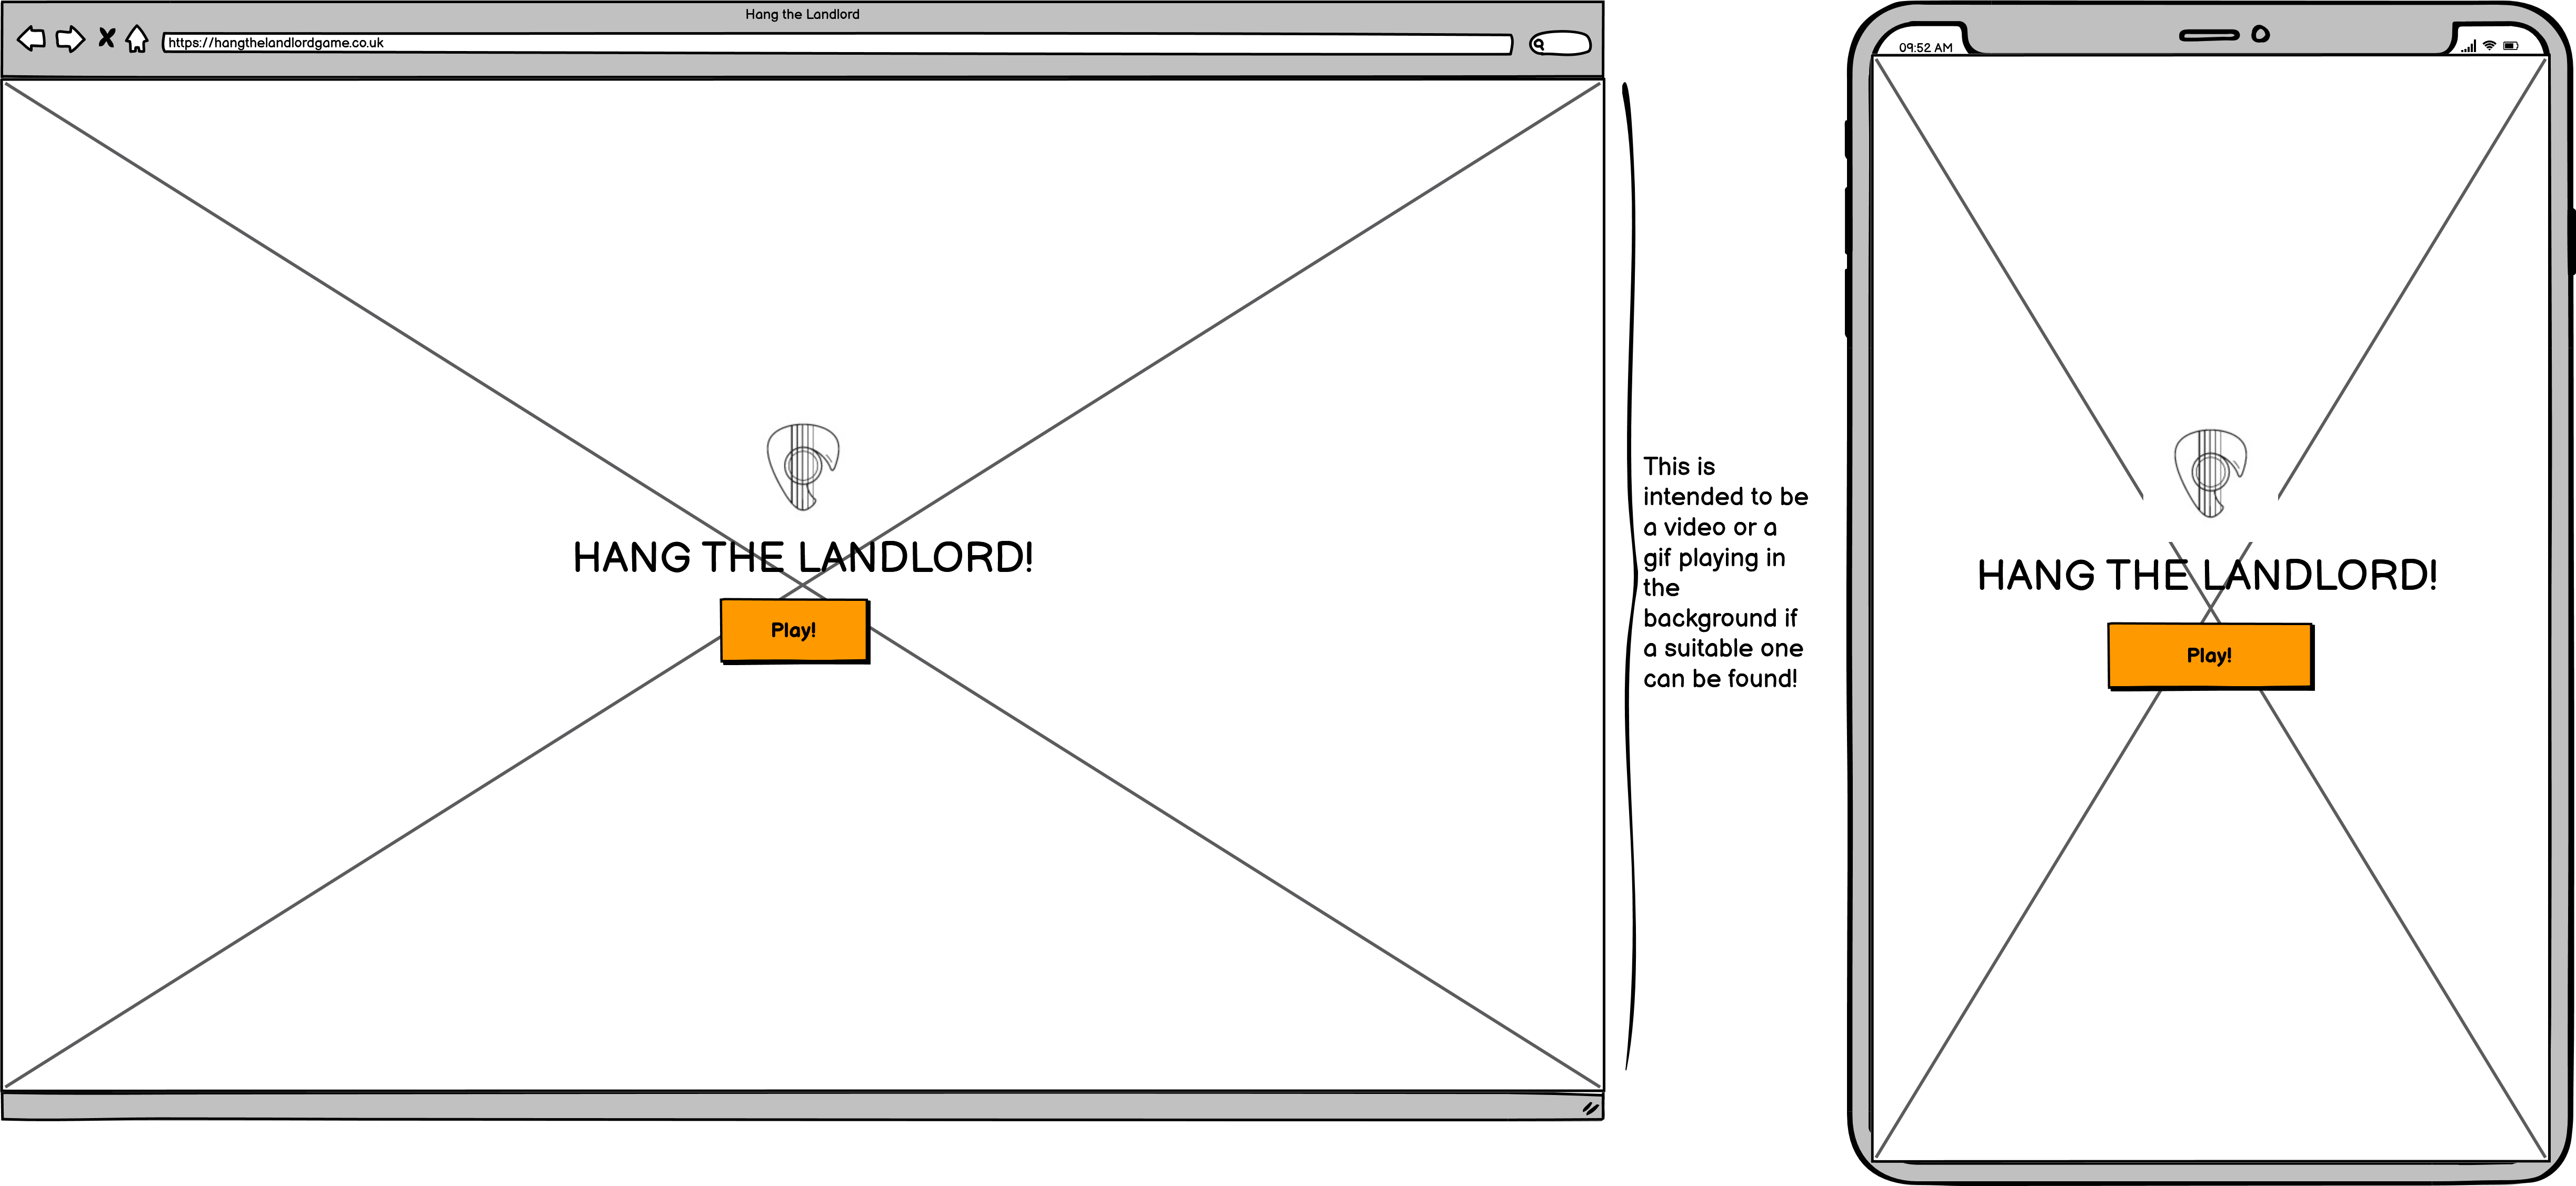 Hang the Landlord
https://hangthelandlordgame.co.uk
HANG THE LANDLORD!
Play!
This is
intended to be
a video or a
gif playing in
the
background if
a suitable one
can be found!
09:52 AM
HANG THE LANDLORD!
Play!